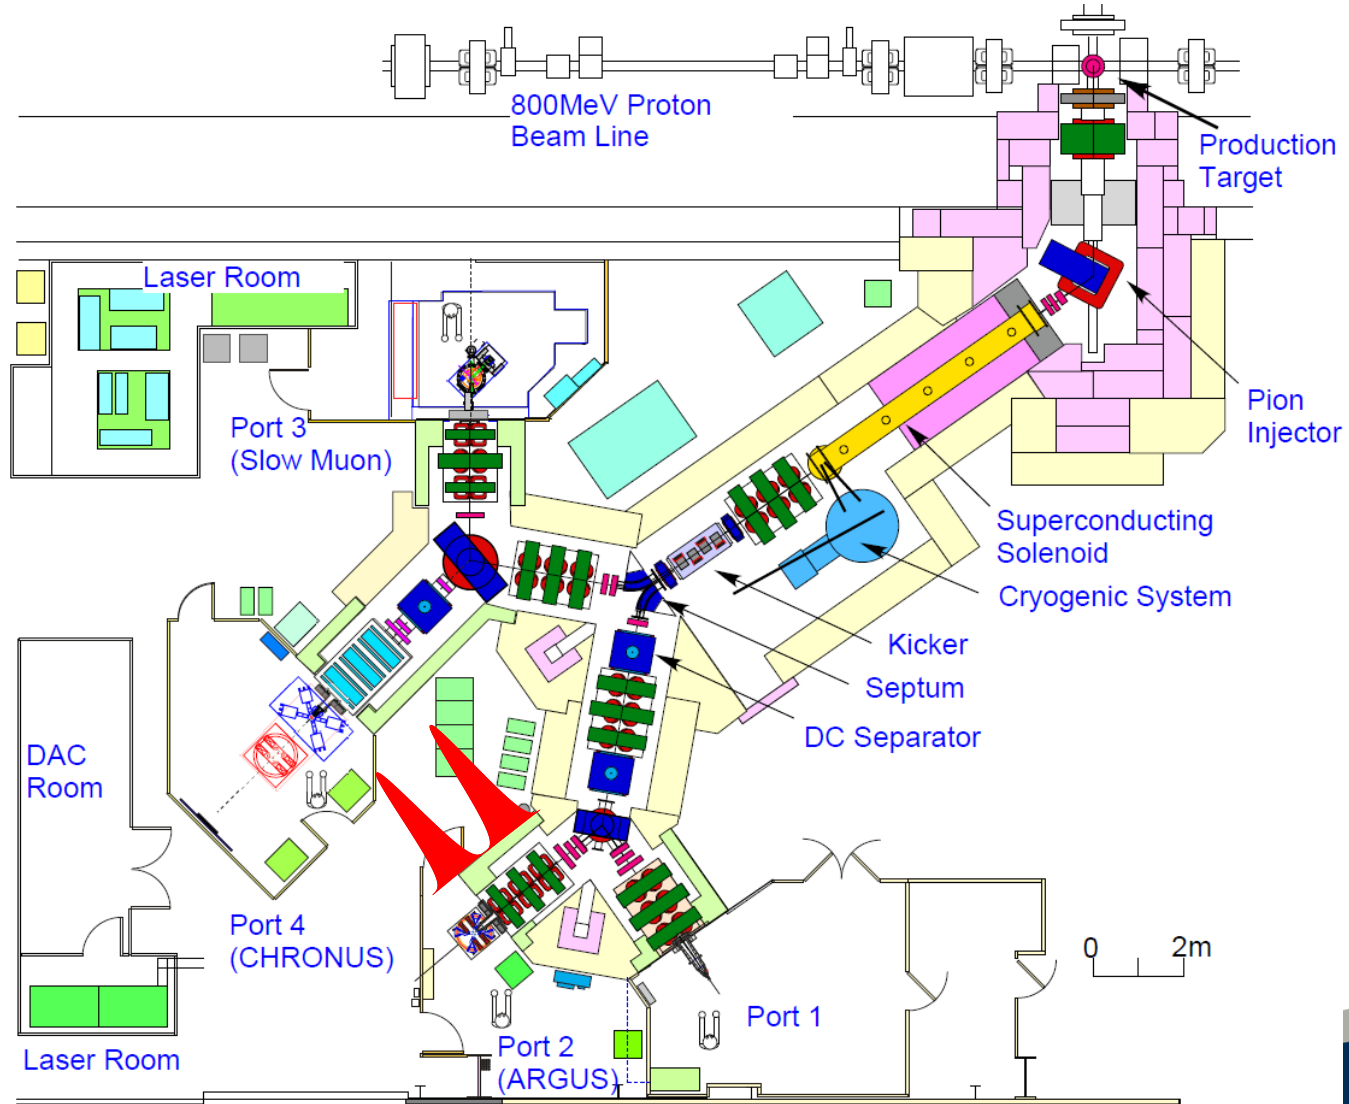 800MeV Proton
Beam Line
Production
Target
Laser Room
Pion
Injector
Port 3
(Slow Muon)
Superconducting
Solenoid
Cryogenic System
Kicker
Septum
DC Separator
DAC
Room
Port 4
(CHRONUS)
0 2m
Port 1
Port 2
(ARGUS)
Laser Room